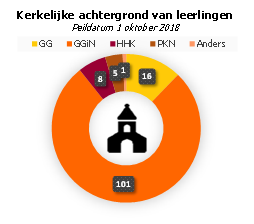 Kerkelijke achtergrond van leerlingen
Peildatum 1 oktober 2018
GG GGiN HHK PKN Anders
8 5 1 16
101